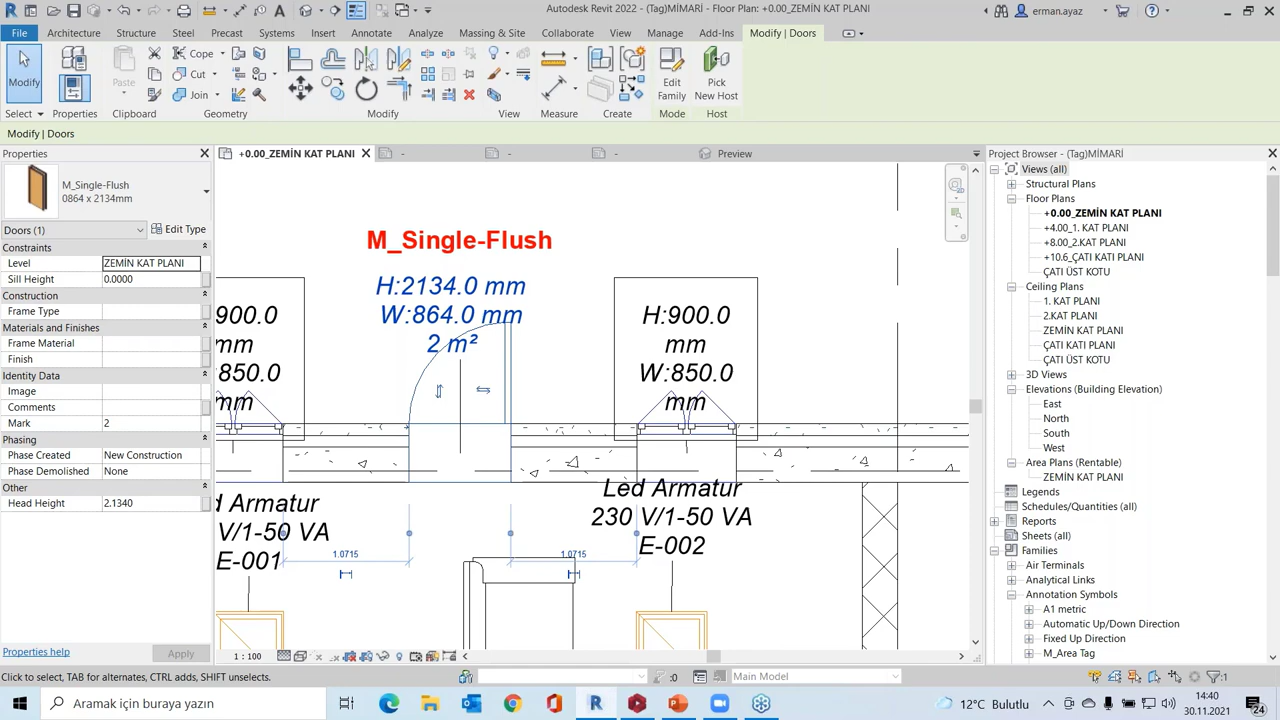 Autodesk Revit 2022 - (Tag)MİMARİ - Floor Plan: +0.00_ZEMİN KAT PLANI
erman.ayaz
File Architecture Structure Steel Precast Systems Insert Annotate Analyze Massing & Site Collaborate View Manage Add-Ins Modify | Doors
Modify
Paste
Cope
Cut
Join
Edit Family
Pick New Host
Select Properties Clipboard Geometry Modify View Measure Create Mode Host
Modify | Doors
Properties
+0.00_ZEMİN KAT PLANI
-
-
-
Preview
Project Browser - (Tag)MİMARİ
M_Single-Flush
0864 x 2134mm
Doors (1)
Edit Type
Constraints
Level ZEMİN KAT PLANI
Sill Height 0.0000
Construction
Frame Type
Materials and Finishes
Frame Material
Finish
Identity Data
Image
Comments
Mark 2
Phasing
Phase Created New Construction
Phase Demolished None
Other
Head Height 2.1340
Properties help
Apply
M_Single-Flush
H:2134.0 mm
W:864.0 mm
2 m²
900.0
mm
850.0
mm
H:900.0
mm
W:850.0
mm
d Armatur
V/1-50 VA
E-001
Led Armatur
230 V/1-50 VA
E-002
1.0715
1.0715
Views (all)
Structural Plans
Floor Plans
+0.00_ZEMİN KAT PLANI
+4.00_1. KAT PLANI
+8.00_2.KAT PLANI
+10.6_ÇATI KATI PLANI
ÇATI ÜST KOTU
Ceiling Plans
1. KAT PLANI
2.KAT PLANI
ZEMİN KAT PLANI
ÇATI KATI PLANI
ÇATI ÜST KOTU
3D Views
Elevations (Building Elevation)
East
North
South
West
Area Plans (Rentable)
ZEMİN KAT PLANI
Legends
Schedules/Quantities (all)
Reports
Sheets (all)
Families
Air Terminals
Analytical Links
Annotation Symbols
A1 metric
Automatic Up/Down Direction
Fixed Up Direction
M_Area Tag
1 : 100
Click to select, TAB for alternates, CTRL adds, SHIFT unselects.
:0
Main Model
:1
Aramak için buraya yazın
12°C Bulutlu
14:40
30.11.2021
24